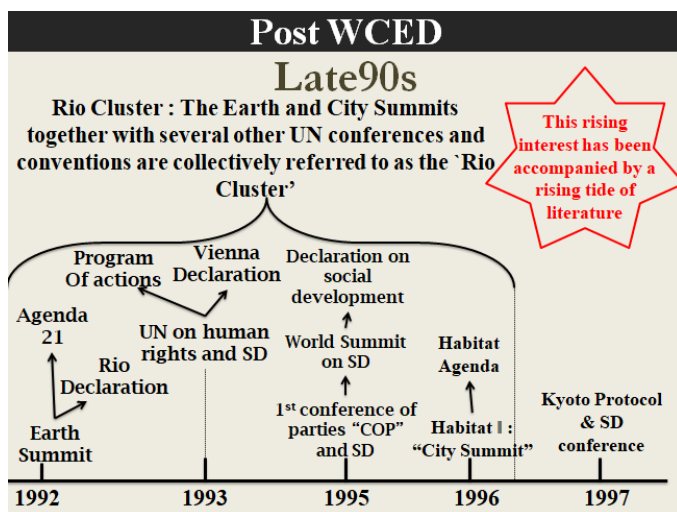 Post WCED
Late90s
Rio Cluster : The Earth and City Summits
together with several other UN conferences and
conventions are collectively referred to as the `Rio
Cluster’
This rising
interest has been
accompanied by a
rising tide of
literature
Program
Of actions
Vienna
Declaration
Declaration on
social
development
Agenda
21
UN on human
rights and SD
World Summit
on SD
Habitat
Agenda
Rio
Declaration
1st conference of
parties “COP”
and SD
Kyoto Protocol
& SD
conference
Earth
Summit
Habitat I :
“City Summit”
1992
1993
1995
1996
1997